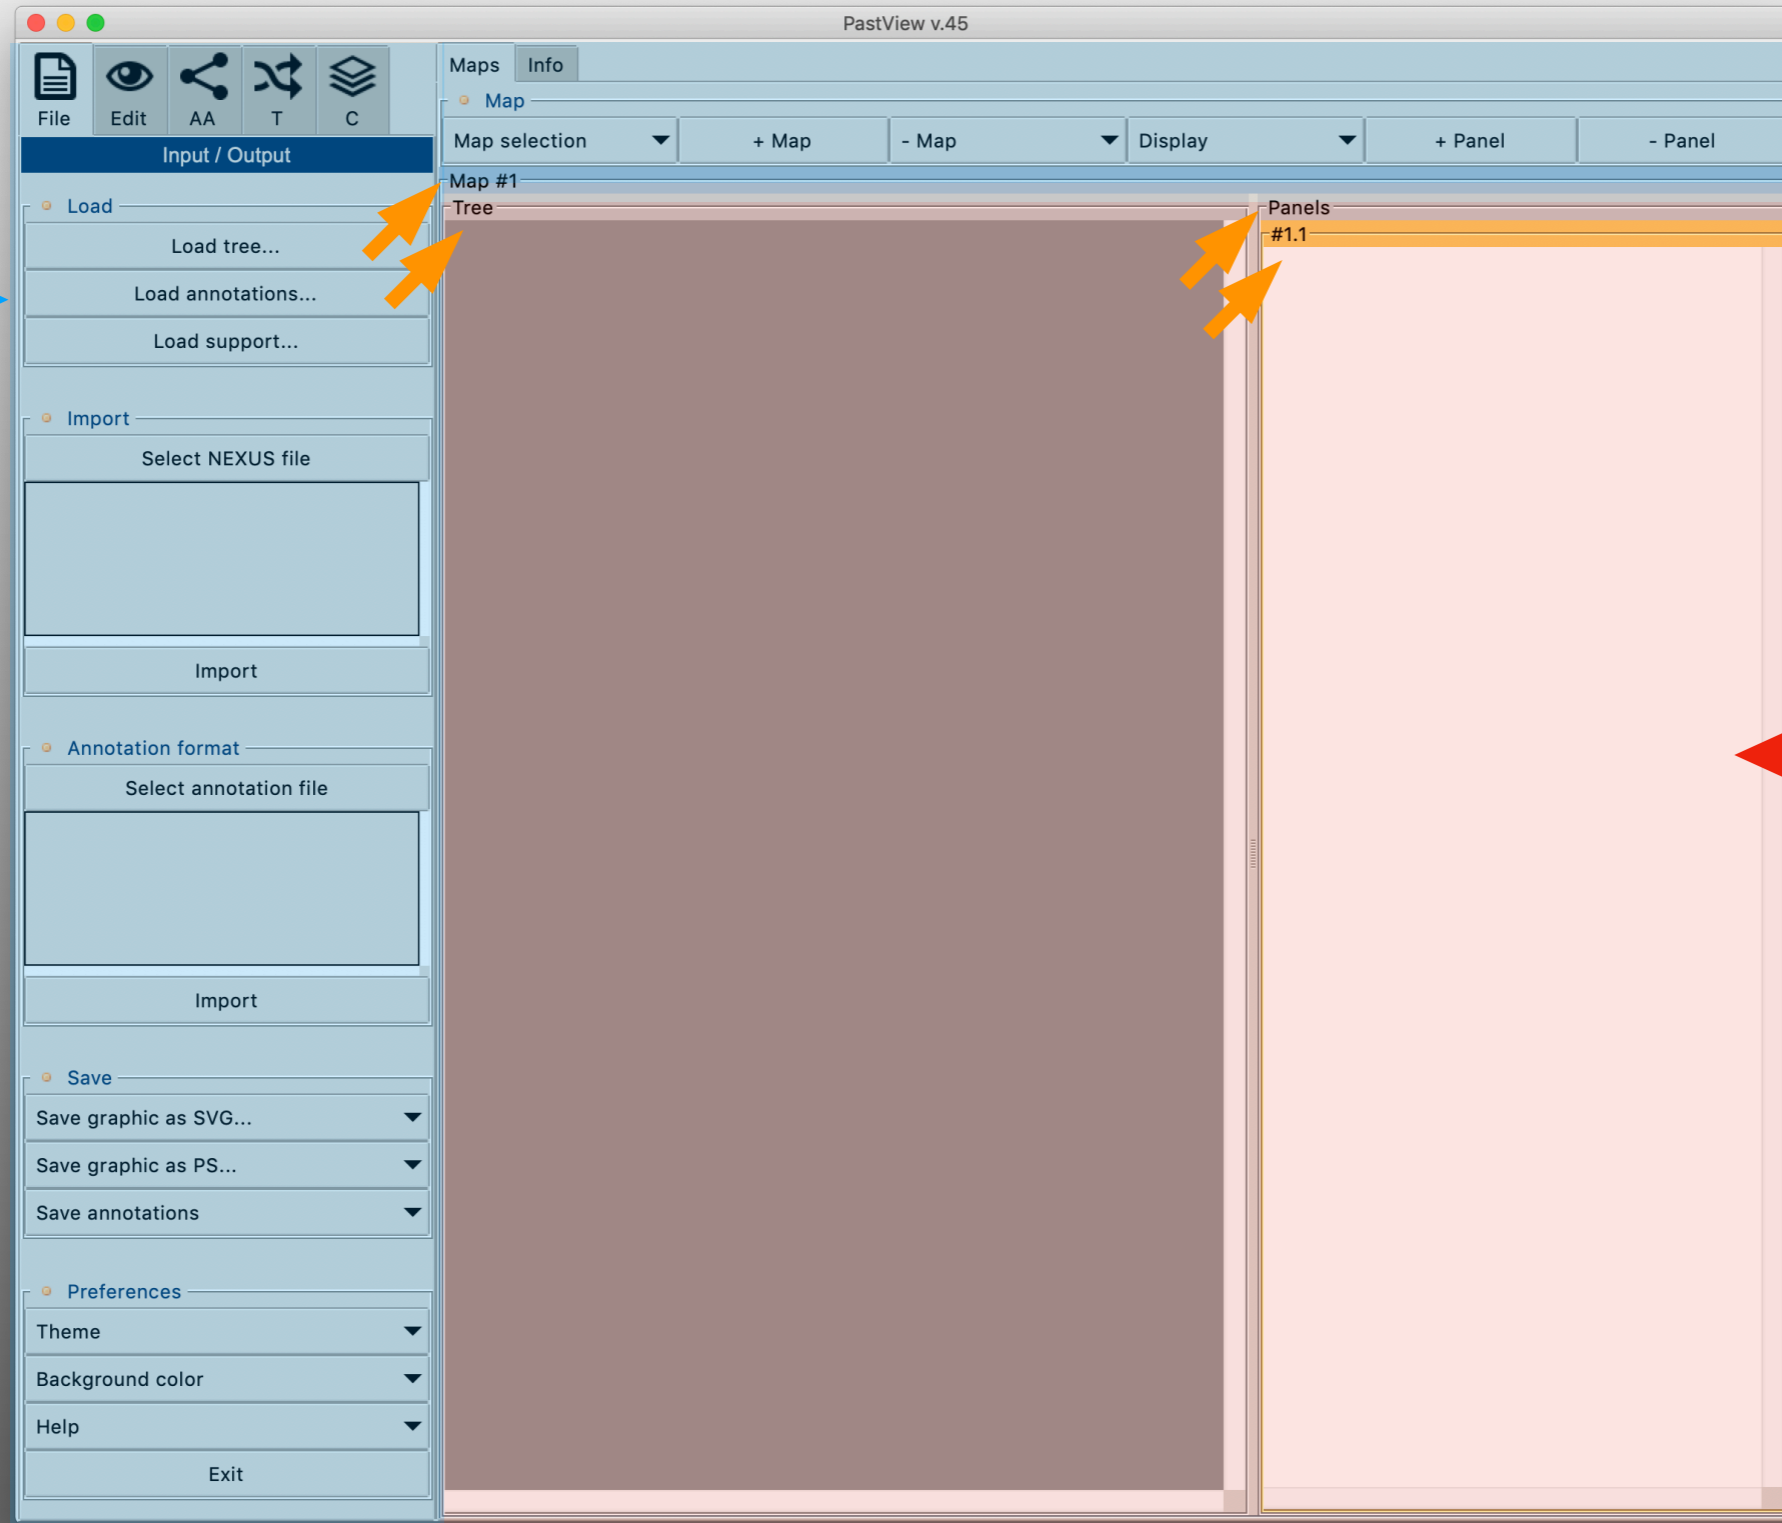 PastView v.45
File Edit AA T C
Input / Output
Load
Load tree...
Load annotations...
Load support...
Import
Select NEXUS file
Import
Annotation format
Select annotation file
Import
Save
Save graphic as SVG...
Save graphic as PS...
Save annotations
Preferences
Theme
Background color
Help
Exit
Maps Info
Map
Map selection + Map - Map Display + Panel - Panel
Map #1
Tree
Panels
#1.1